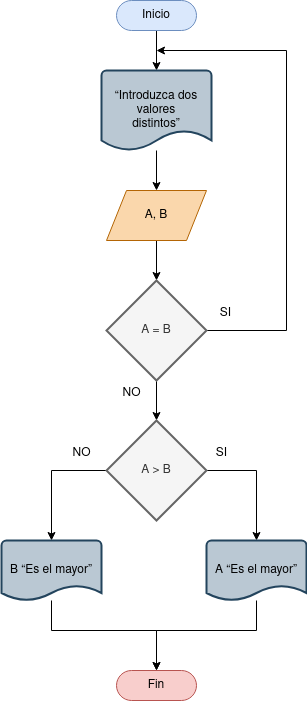 Inicio
“Introduzca dos
valores
distintos”
A, B
A = B
SI
NO
A > B
NO
SI
B “Es el mayor”
A “Es el mayor”
Fin